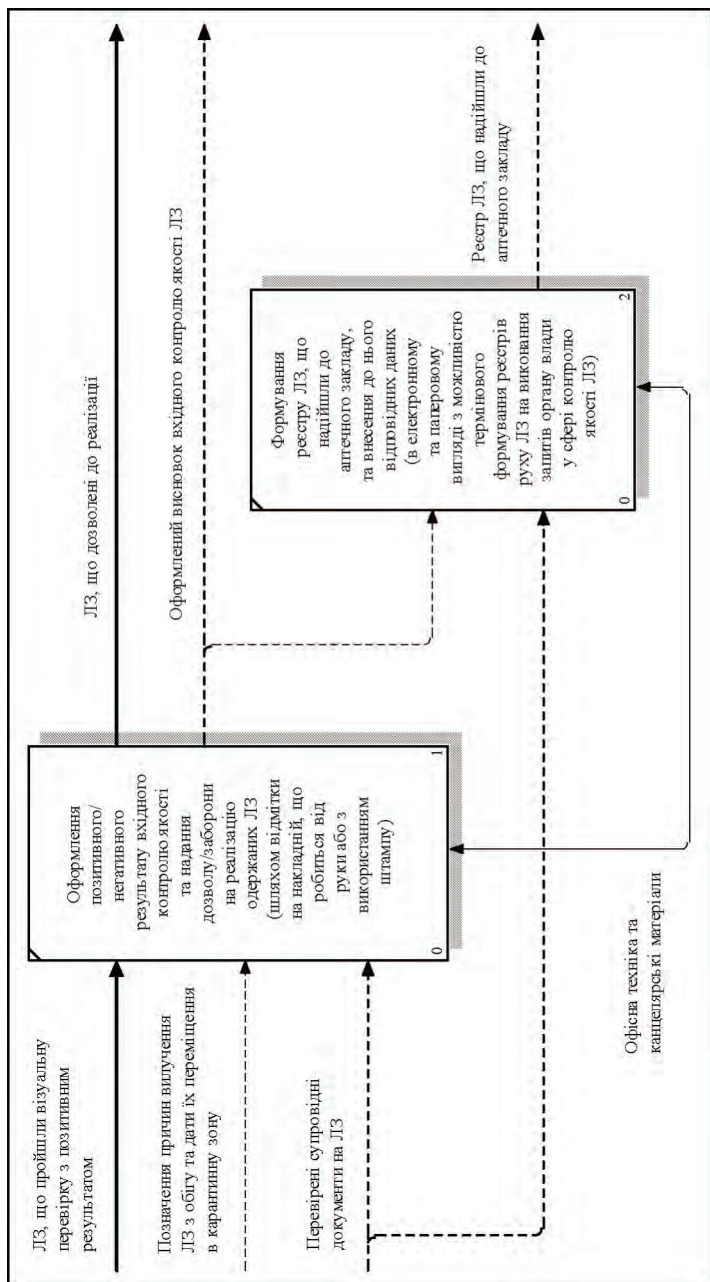 ЛЗ, що пройшли візуальну
перевірку з позитивним
результатом
Позначення причин вилучення
ЛЗ з обігу та дати їх переміщення
в карантинну зону
Перевірені супровідні
документи на ЛЗ
Оформлення
позитивного/
негативного
результату вхідного
контролю якості
та надання
дозволу/заборони
на реалізацію
одержаних ЛЗ
(шляхом відмітки
на накладній, що
робиться від
руки або з
використанням
штампу)
0
1
ЛЗ, що дозволені до реалізації
Оформлений висновок вхідного контролю якості ЛЗ
Формування
реєстру ЛЗ, що
надійшли до
аптечного закладу,
та внесення до нього
відповідних даних
(в електронному
та паперовому
вигляді з можливістю
термінового
формування реєстрів
руху ЛЗ на виконання
запитів органу влади
у сфері контролю
якості ЛЗ)
0
2
Реєстр ЛЗ, що надійшли до
аптечного закладу
Офісна техніка та
канцелярські матеріали